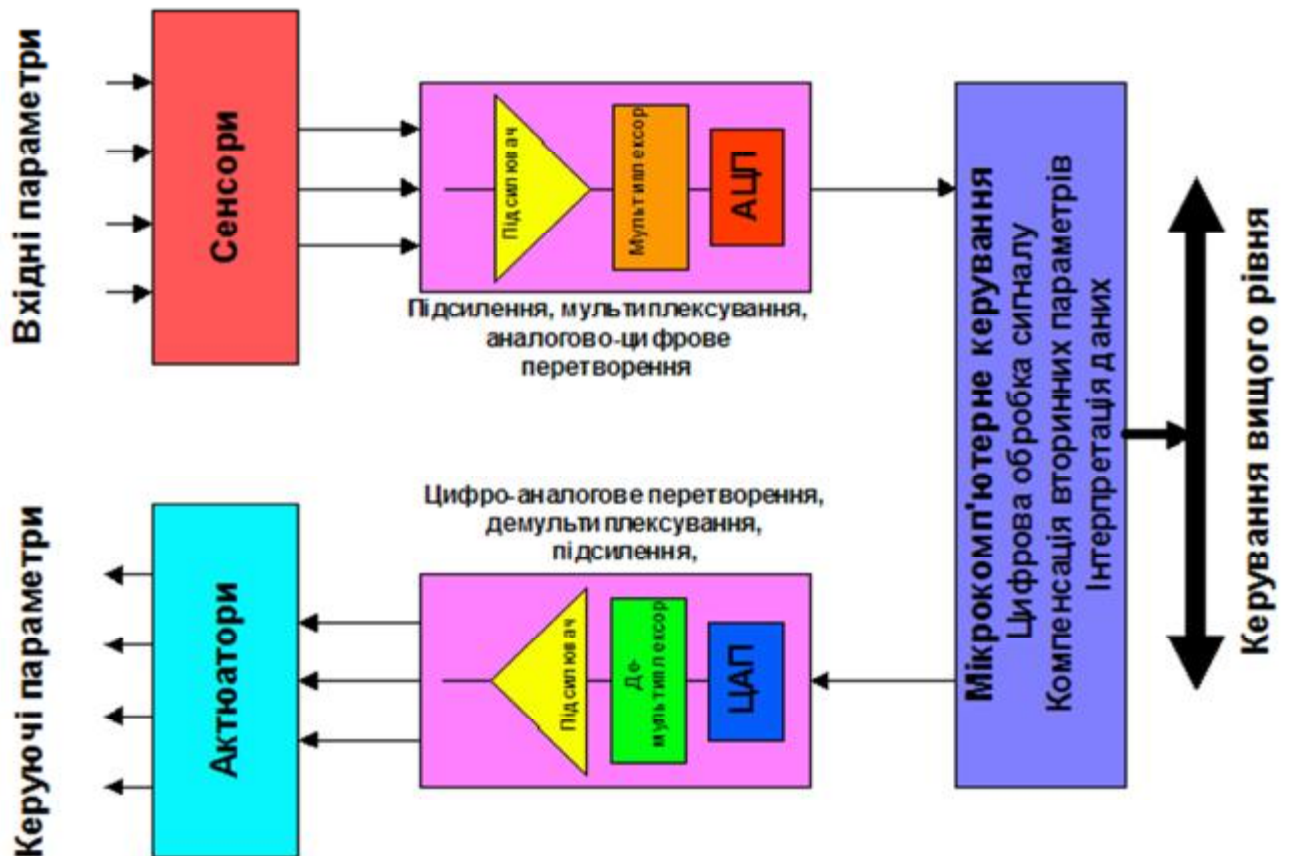 Вхідні параметри
Сенсори
Підсилювач
Мультиплексор
АЦП
Підсилення, мультиплексування,
аналогово-цифрове
перетворення
Мікрокомп'ютерне керування
Цифрова обробка сигналу
Компенсація вторинних параметрів
Інтерпретація даних
Керування вищого рівня
Керуючі параметри
Актюатори
Цифро-аналогове перетворення,
демультиплексування,
підсилення,
Підсилювач
Де-
мультиплексор
ЦАП